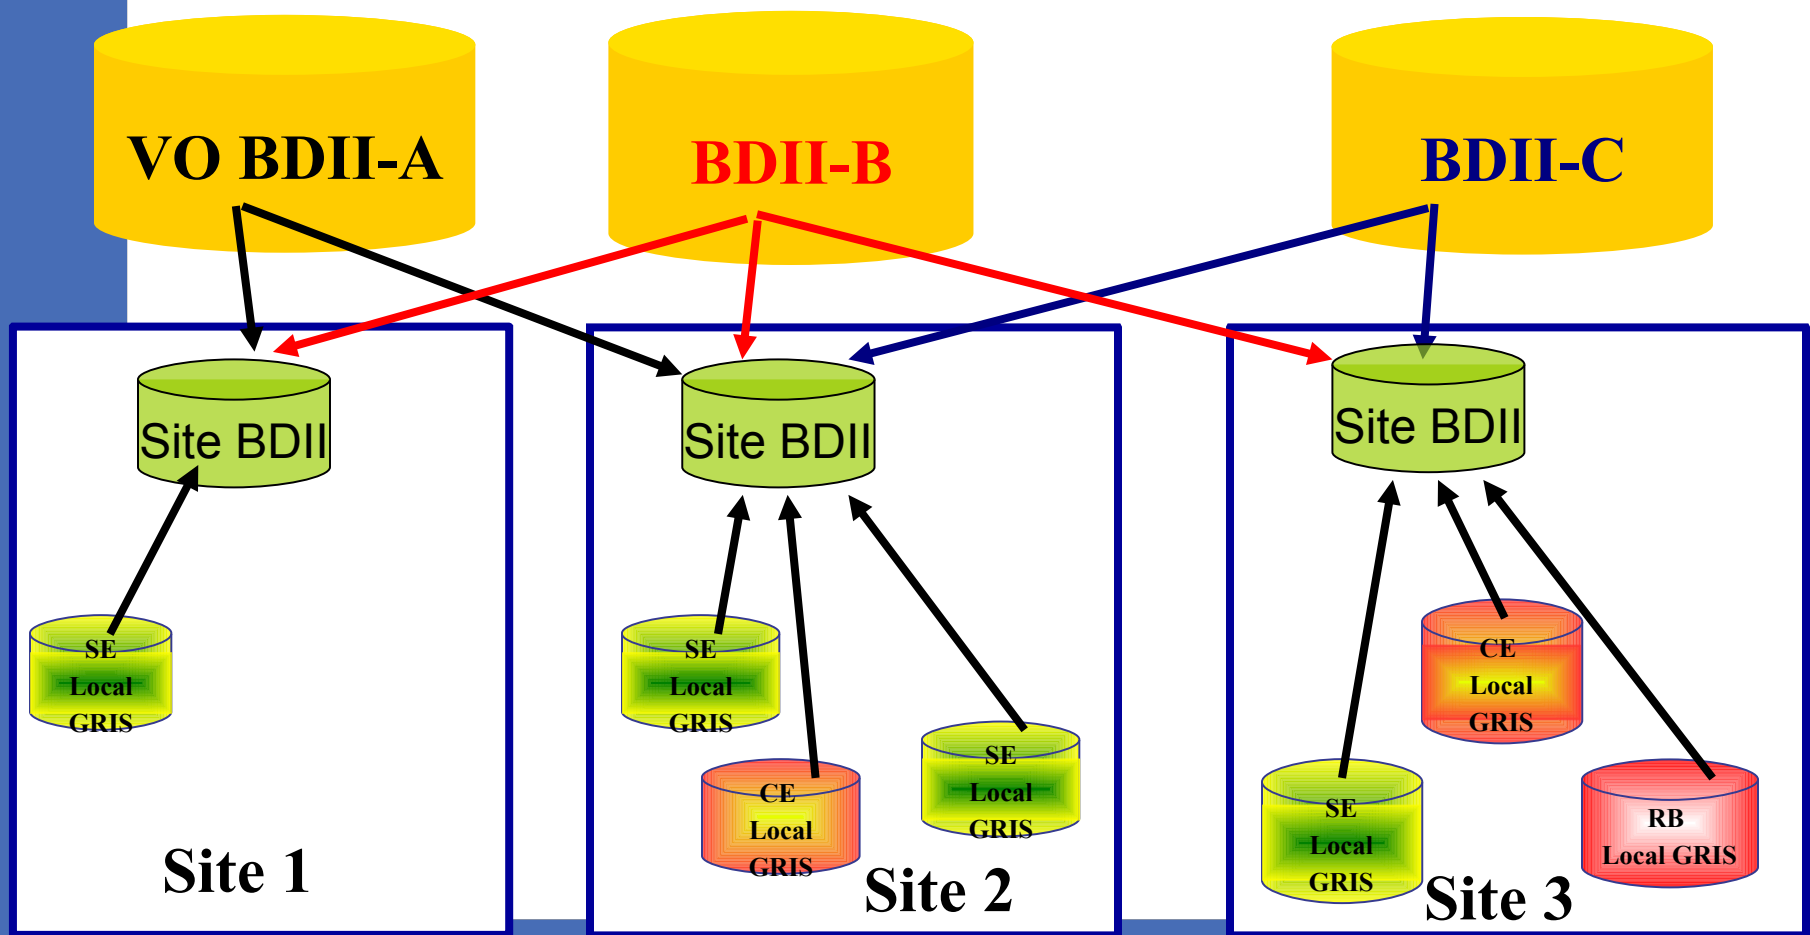 VO BDII-A
BDII-B
BDII-C
Site BDII
Site BDII
Site BDII
SE
Local
GRIS
SE
Local
GRIS
CE
Local
GRIS
SE
Local
GRIS
CE
Local
GRIS
SE
Local
GRIS
RB
Local GRIS
Site 1
Site 2
Site 3